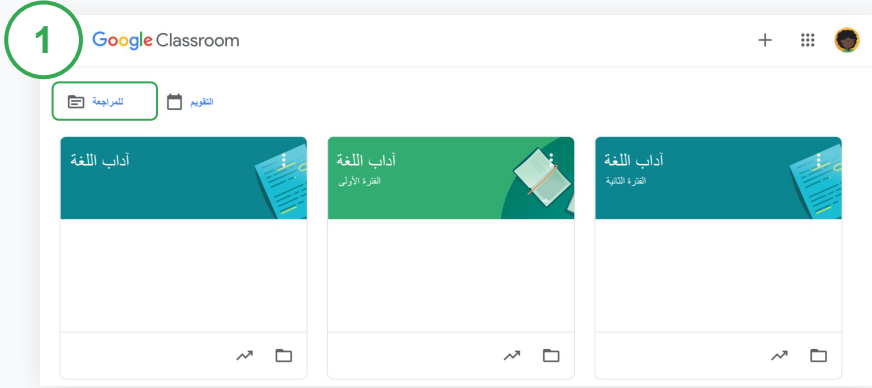 1
Google Classroom
للمراجعة
التقويم
آداب اللغة
آداب اللغة
الفترة الأولى
آداب اللغة
الفترة الثانية